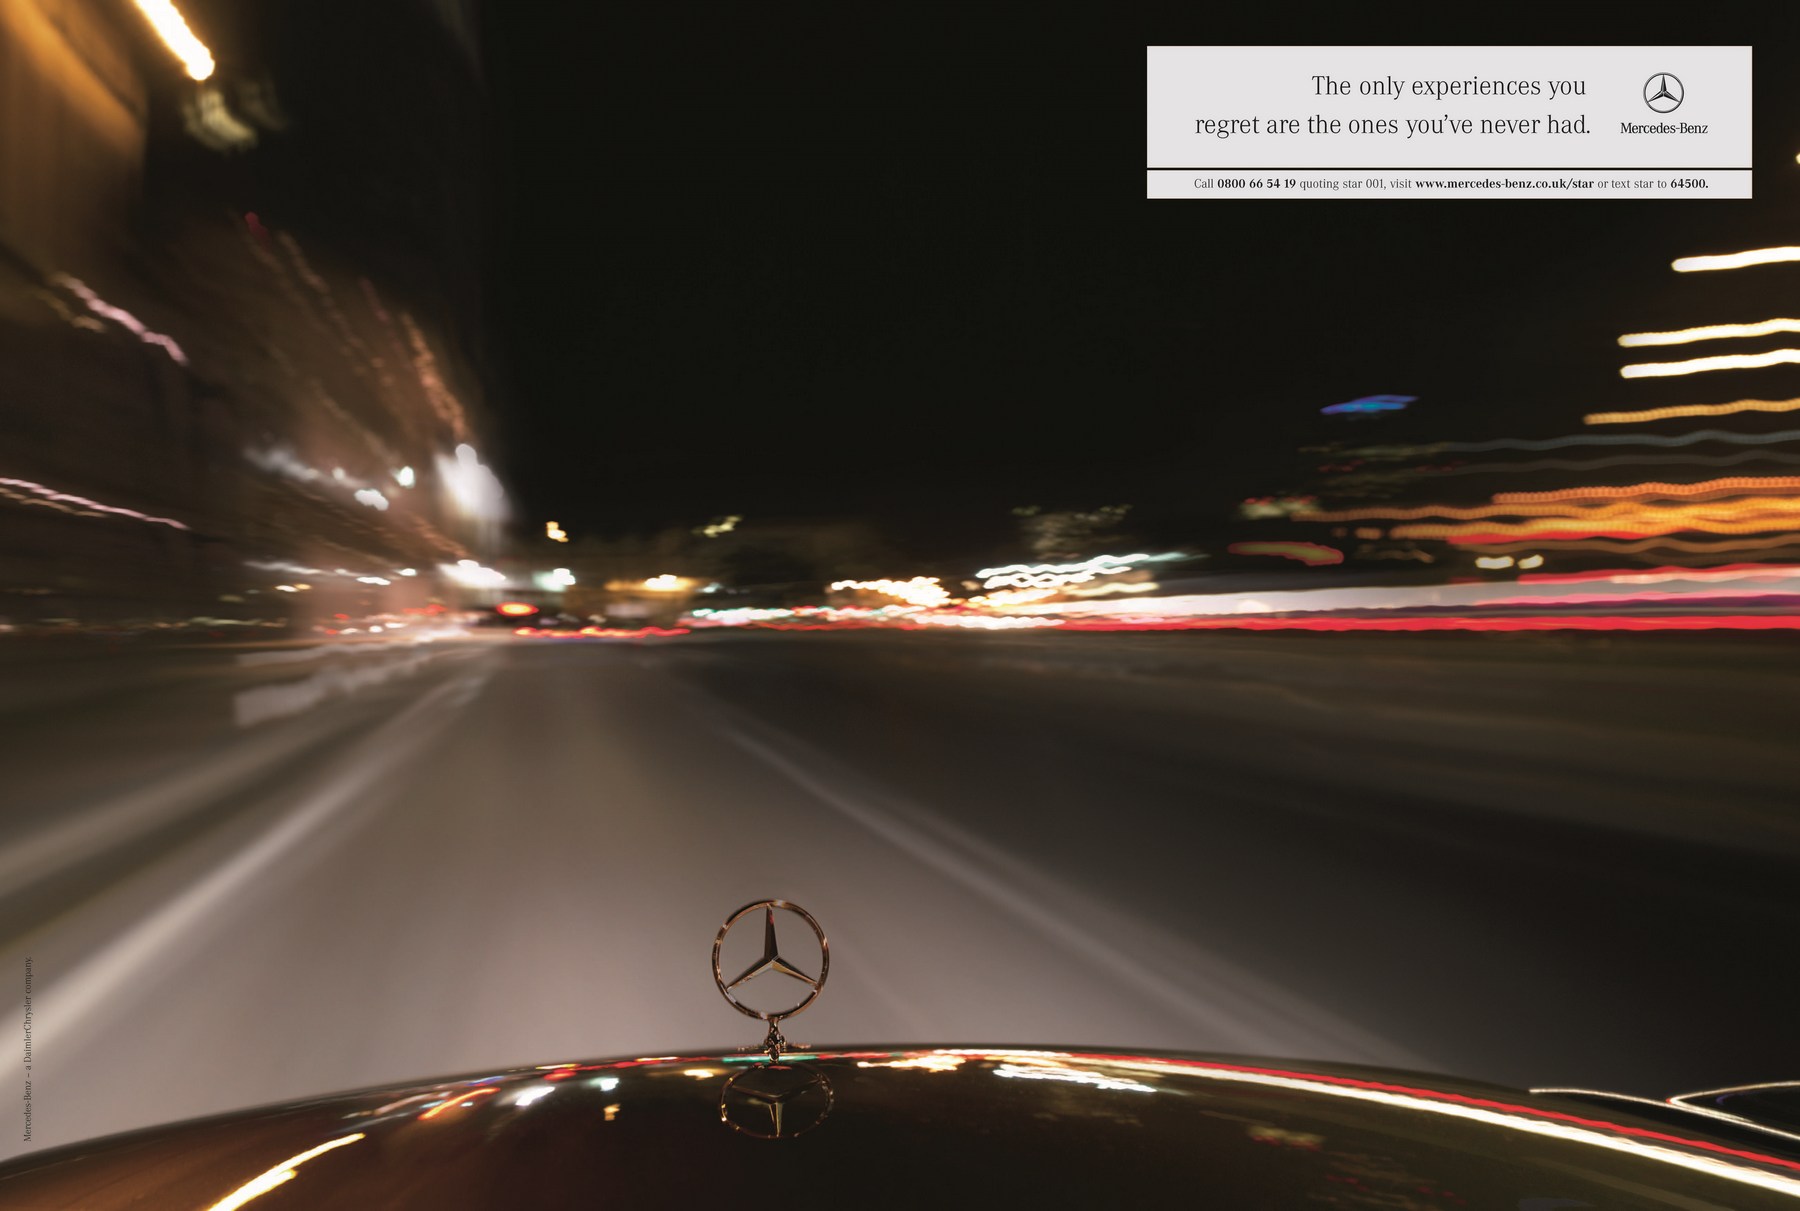 The only experiences you
regret are the ones you've never had.
Mercedes-Benz
Call 0800 66 54 19 quoting star 001, visit www.mercedes-benz.co.uk/star or text star to 64500.
Mercedes-Benz – a DaimlerChrysler company.